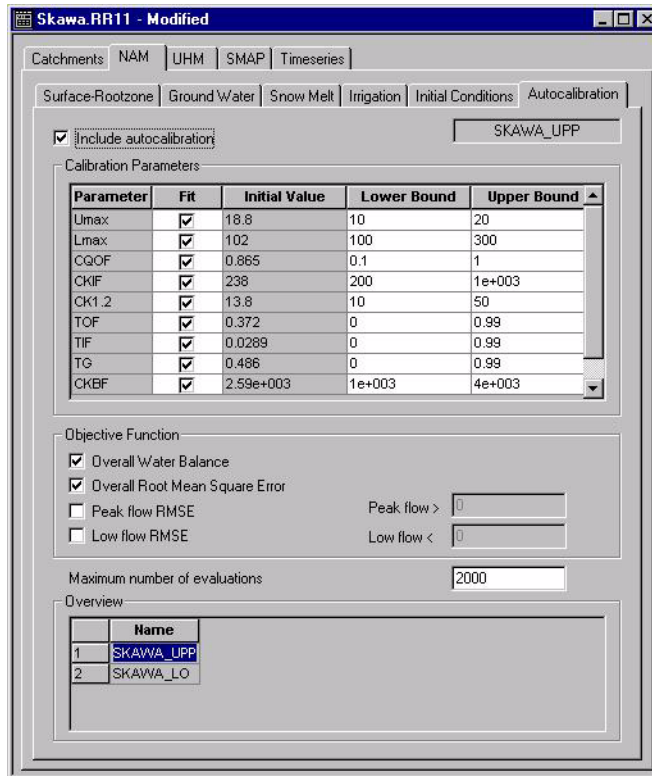 Skawa.RR11 - Modified
Catchments NAM UHM SMAP Timeseries
Surface-Rootzone Ground Water Snow Melt Irrigation Initial Conditions Autocalibration
Include autocalibration SKAWA_UPP
Calibration Parameters
Parameter Fit Initial Value Lower Bound Upper Bound
Umax 18.8 10 20
Lmax 102 100 300
CQOF 0.865 0.1 1
CKIF 238 200 1e+003
CK1.2 13.8 10 50
TOF 0.372 0 0.99
TIF 0.0289 0 0.99
TG 0.486 0 0.99
CKBF 2.59e+003 1e+003 4e+003
Objective Function
Overall Water Balance
Overall Root Mean Square Error
Peak flow RMSE Peak flow > 0
Low flow RMSE Low flow < 0
Maximum number of evaluations 2000
Overview
Name
1 SKAWA_UPP
2 SKAWA_LO